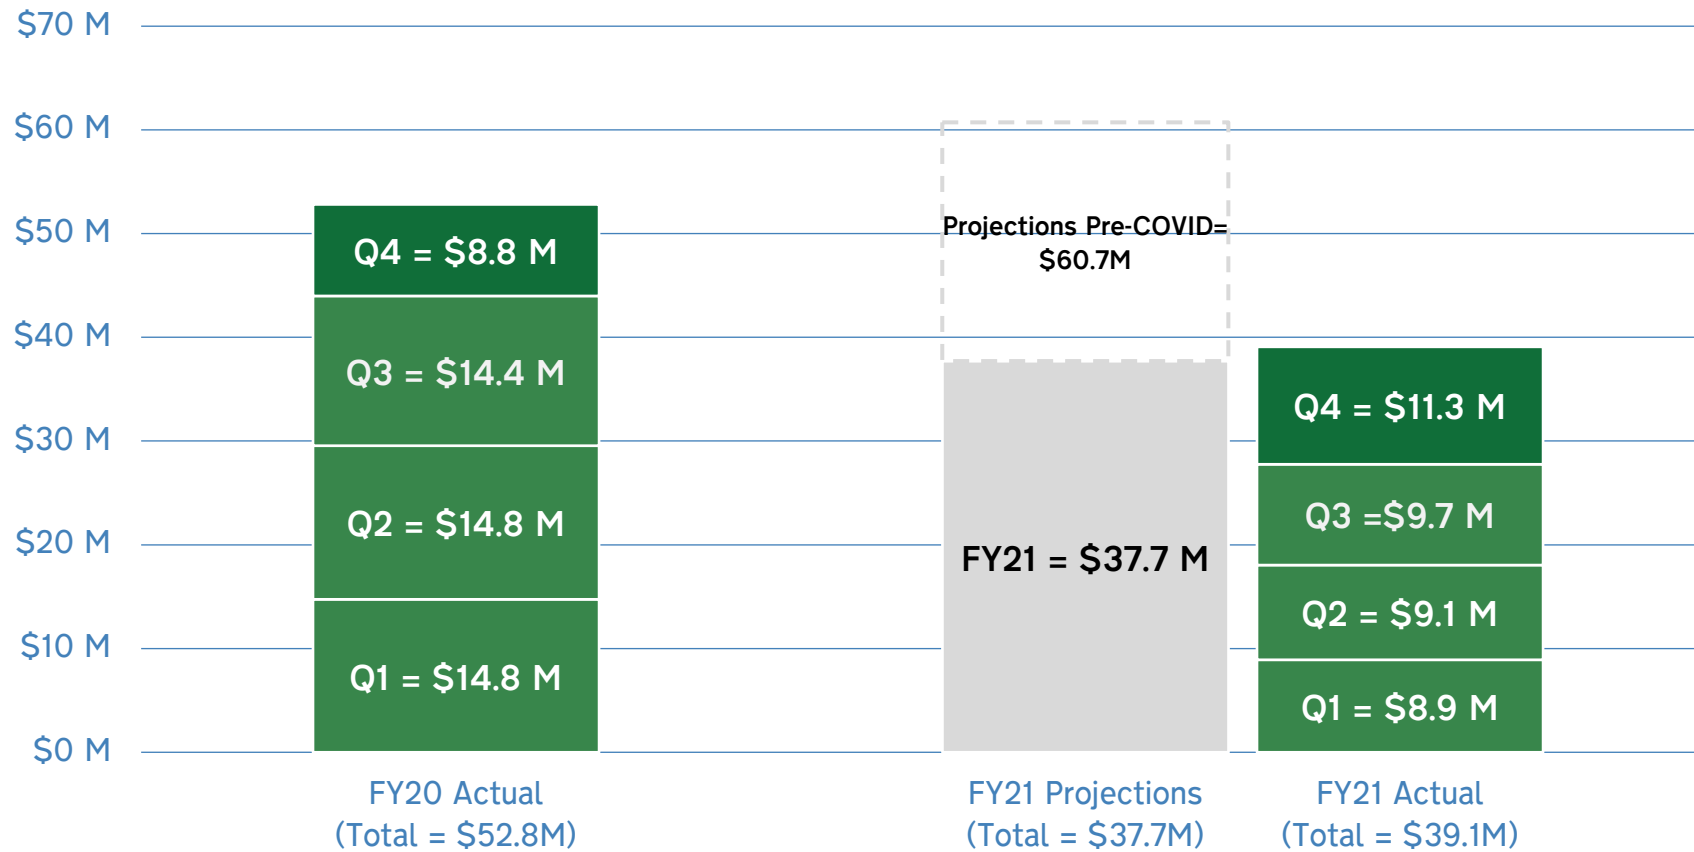 $70 M
$60 M
$50 M
$40 M
$30 M
$20 M
$10 M
$0 M
Q4 = $8.8 M
Q3 = $14.4 M
Q2 = $14.8 M
Q1 = $14.8 M
Projections Pre-COVID=
$60.7M
FY21 = $37.7 M
Q4 = $11.3 M
Q3 =$9.7 M
Q2 = $9.1 M
Q1 = $8.9 M
FY20 Actual
(Total = $52.8M)
FY21 Projections
(Total = $37.7M)
FY21 Actual
(Total = $39.1M)